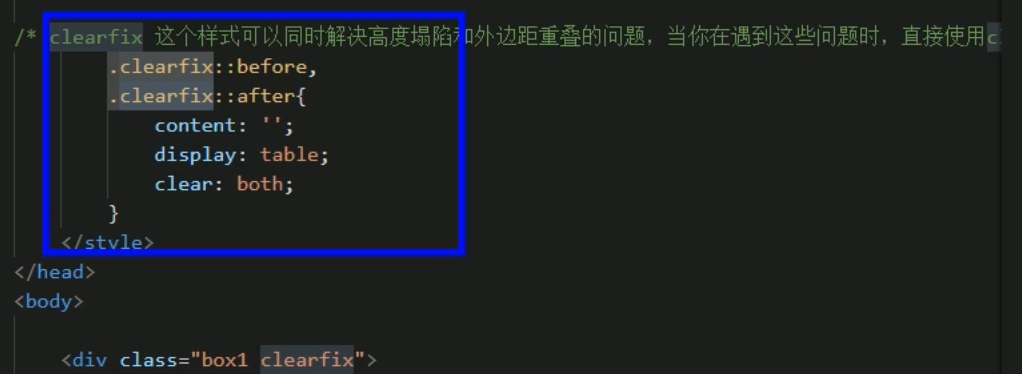 /* clearfix 这个样式可以同时解决高度塌陷和外边距重叠的问题，当你在遇到这些问题时，直接使用c
.clearfix::before,
.clearfix::after{
content: '';
display: table;
clear: both;
}
</style>
</head>
<body>
<div class="box1 clearfix">